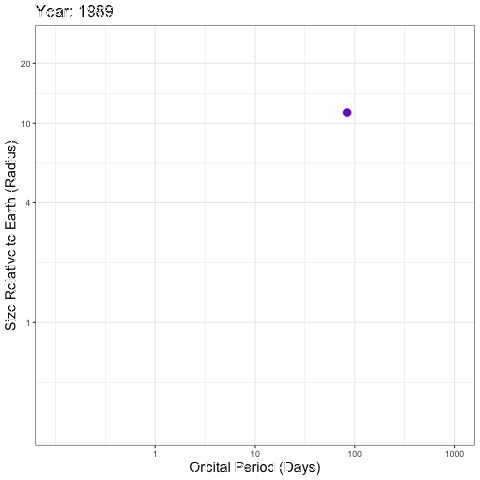 Year: 1989
20
10
4
1
Size Relative to Earth (Radius)
1 10 100 1000
Orbital Period (Days)